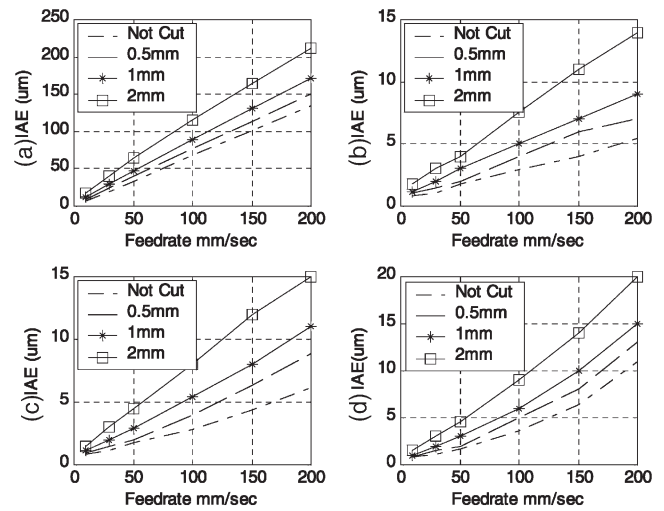 250
200
150
100
50
0
(a) IAE (um)
Not Cut
0.5mm
1mm
2mm
0 50 100 150 200
Feedrate mm/sec
15
10
5
0
(b) IAE (um)
Not Cut
0.5mm
1mm
2mm
0 50 100 150 200
Feedrate mm/sec
15
10
5
0
(c) IAE (um)
Not Cut
0.5mm
1mm
2mm
0 50 100 150 200
Feedrate mm/sec
20
15
10
5
0
(d) IAE (um)
Not Cut
0.5mm
1mm
2mm
0 50 100 150 200
Feedrate mm/sec